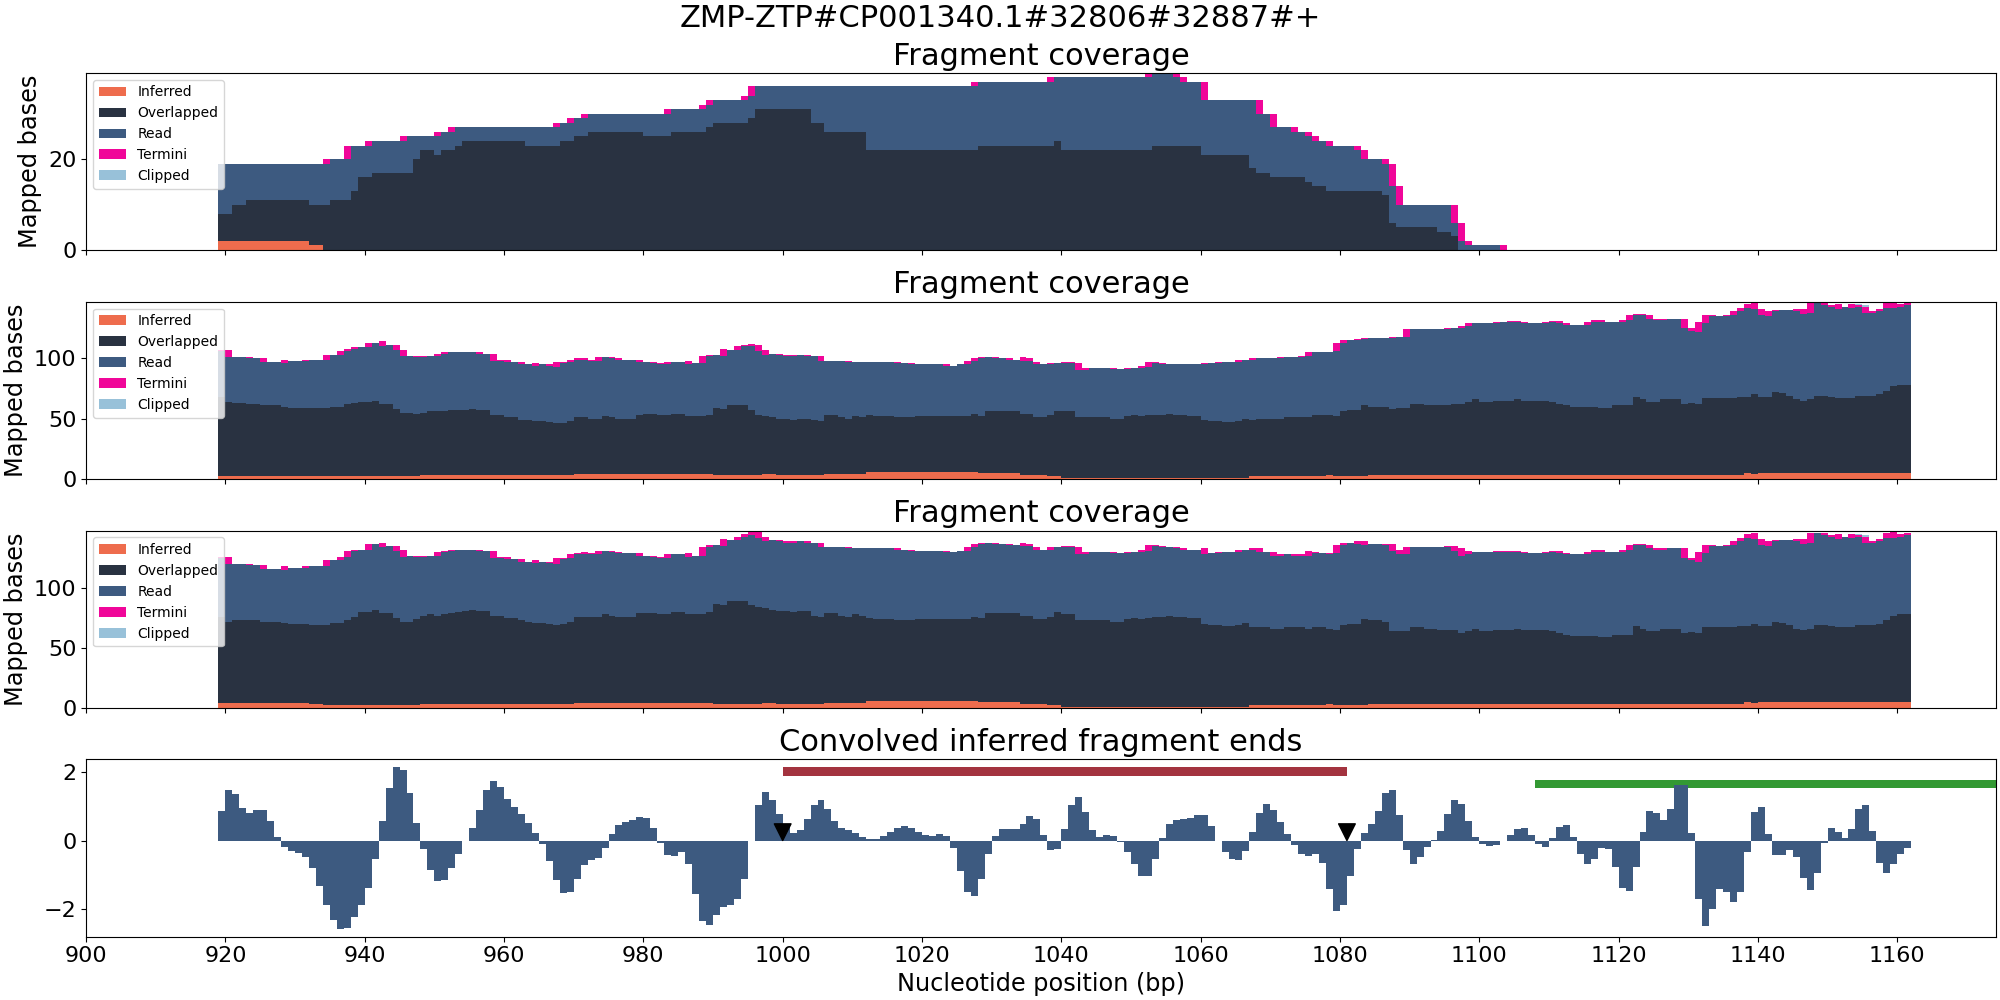 ZMP-ZTP#CP001340.1#32806#32887#+
Fragment coverage
Mapped bases
20
0
Inferred
Overlapped
Read
Termini
Clipped
Fragment coverage
Mapped bases
100
50
0
Inferred
Overlapped
Read
Termini
Clipped
Fragment coverage
Mapped bases
100
50
0
Inferred
Overlapped
Read
Termini
Clipped
Convolved inferred fragment ends
2
0
−2
900 920 940 960 980 1000 1020 1040 1060 1080 1100 1120 1140 1160
Nucleotide position (bp)